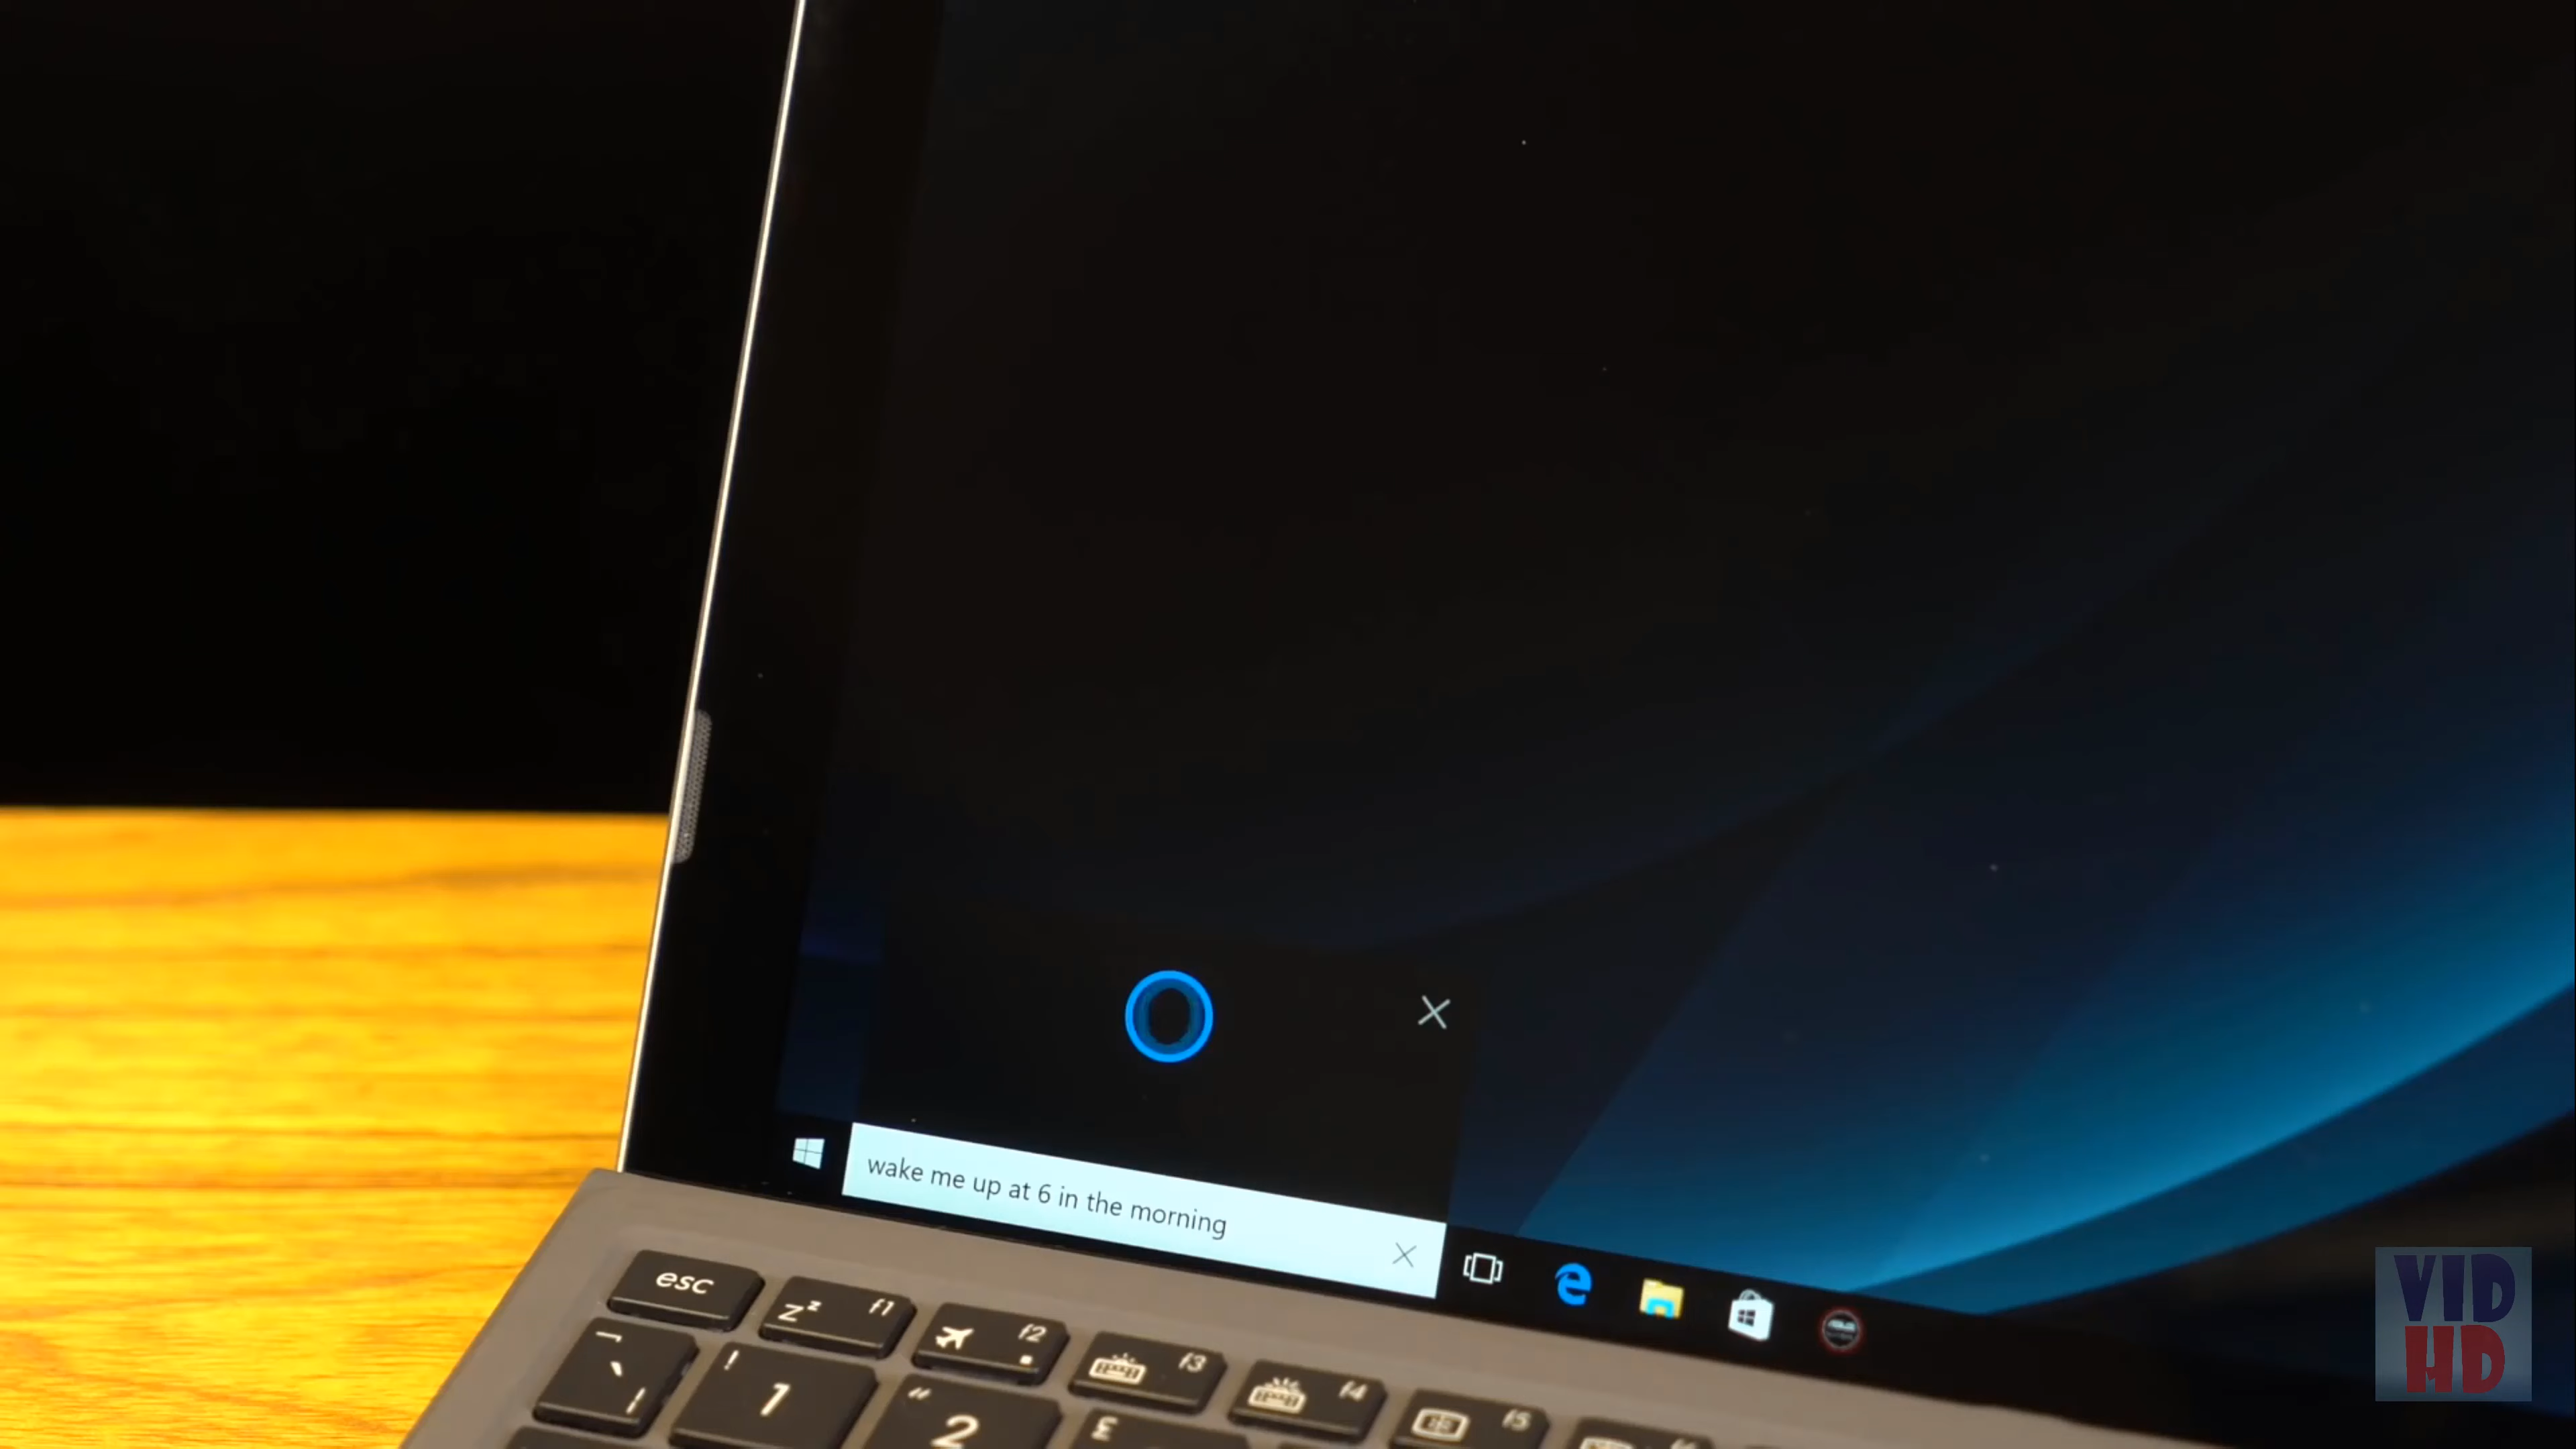 wake me up at 6 in the morning
esc
f1
f2
f3
f4
f5
! 1
" 2
£
VID
HD